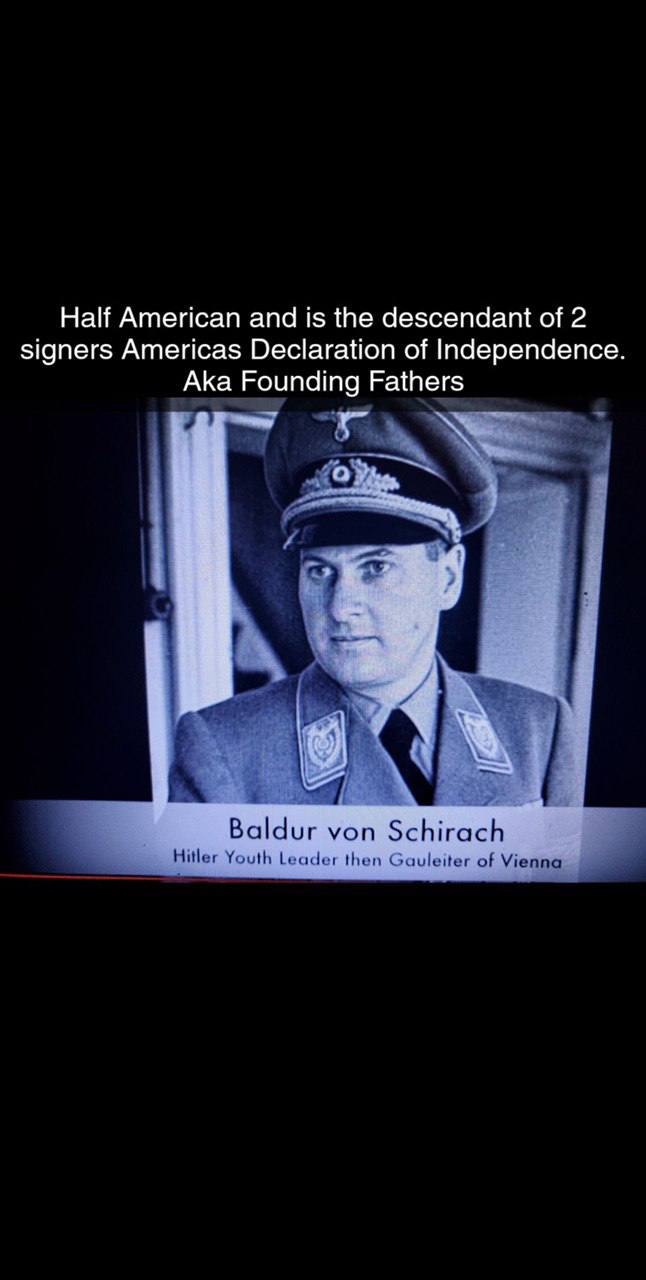 Half American and is the descendant of 2
signers Americas Declaration of Independence.
Aka Founding Fathers
Baldur von Schirach
Hitler Youth Leader then Gauleiter of Vienna